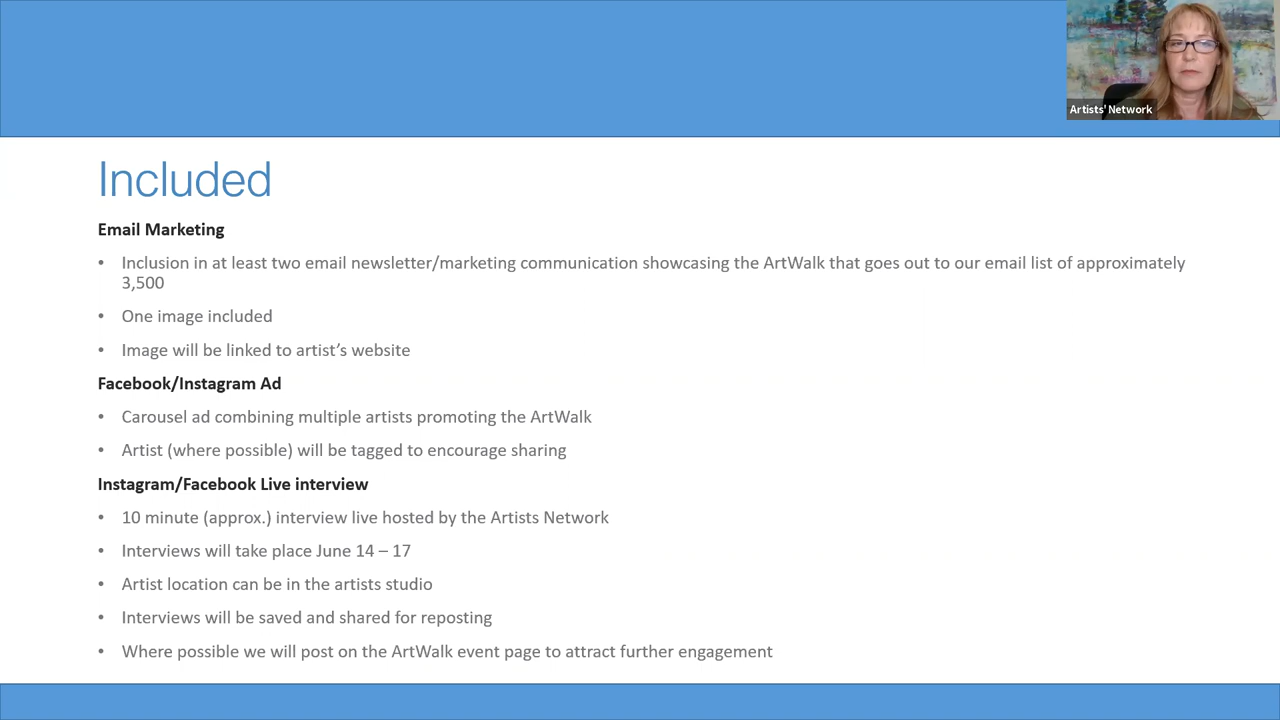 Artists' Network
Included
Email Marketing
• Inclusion in at least two email newsletter/marketing communication showcasing the ArtWalk that goes out to our email list of approximately
3,500
• One image included
• Image will be linked to artist’s website
Facebook/Instagram Ad
• Carousel ad combining multiple artists promoting the ArtWalk
• Artist (where possible) will be tagged to encourage sharing
Instagram/Facebook Live interview
• 10 minute (approx.) interview live hosted by the Artists Network
• Interviews will take place June 14 – 17
• Artist location can be in the artists studio
• Interviews will be saved and shared for reposting
• Where possible we will post on the ArtWalk event page to attract further engagement